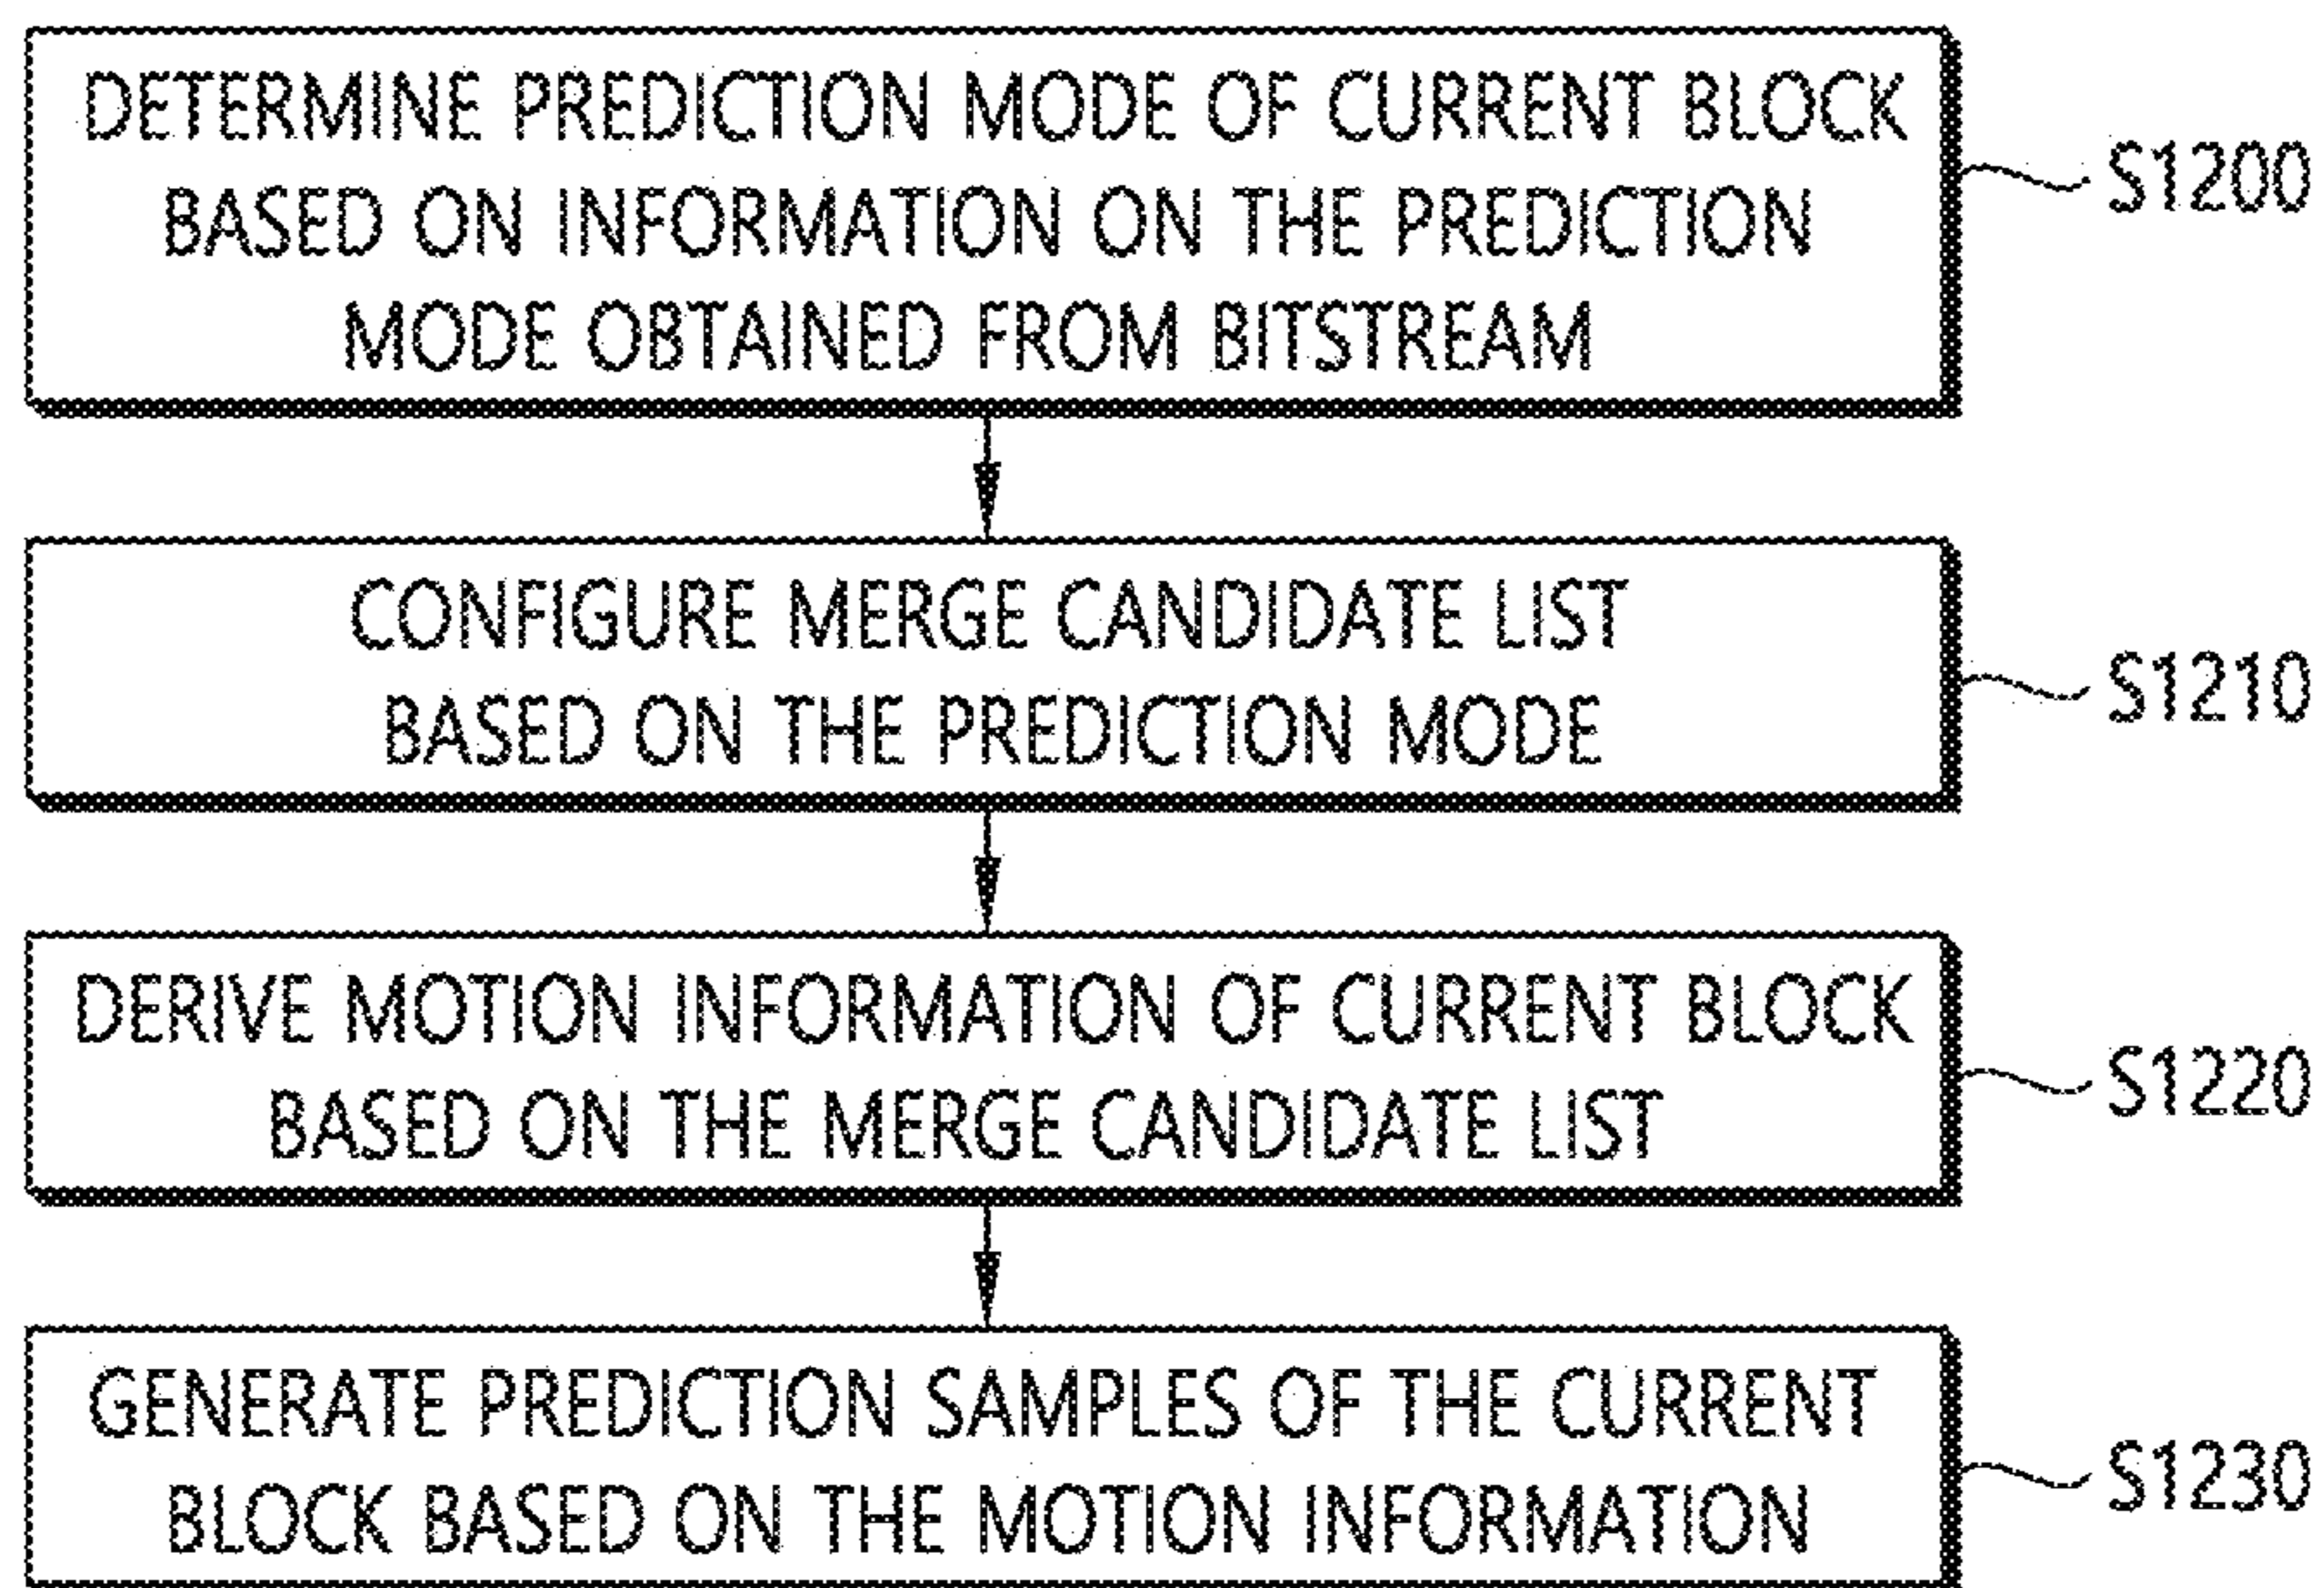 DETERMINE PREDICTION MODE OF CURRENT BLOCK
BASED ON INFORMATION ON THE PREDICTION
MODE OBTAINED FROM BITSTREAM
S1200
CONFIGURE MERGE CANDIDATE LIST
BASED ON THE PREDICTION MODE
S1210
DERIVE MOTION INFORMATION OF CURRENT BLOCK
BASED ON THE MERGE CANDIDATE LIST
S1220
GENERATE PREDICTION SAMPLES OF THE CURRENT
BLOCK BASED ON THE MOTION INFORMATION
S1230